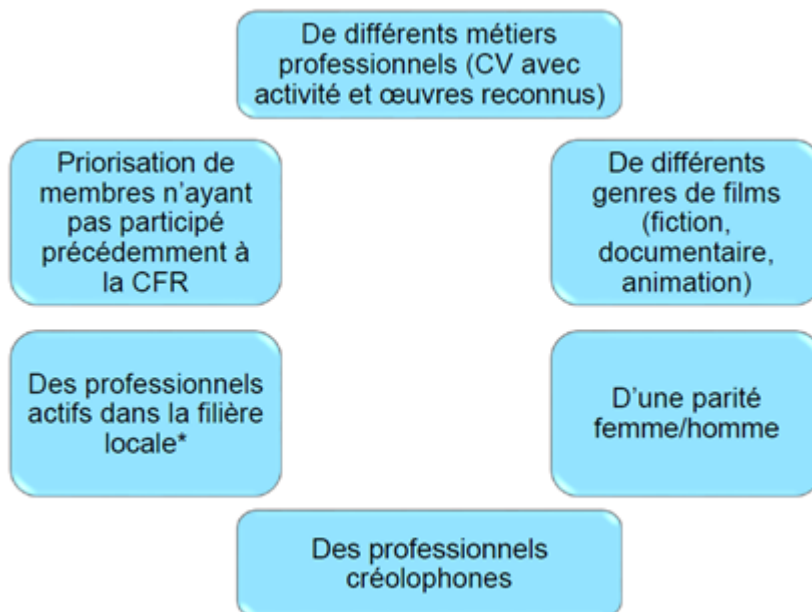 De différents métiers
professionnels (CV avec
activité et œuvres reconnus)
Priorisation de
membres n'ayant
pas participé
précédemment à
la CFR
De différents
genres de films
(fiction,
documentaire,
animation)
Des professionnels
actifs dans la filière
locale*
D'une parité
femme/homme
Des professionnels
créolophones